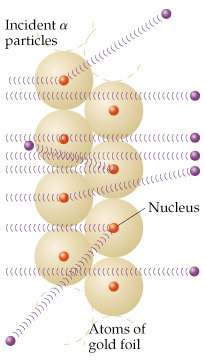 Incident α
particles
Nucleus
Atoms of
gold foil